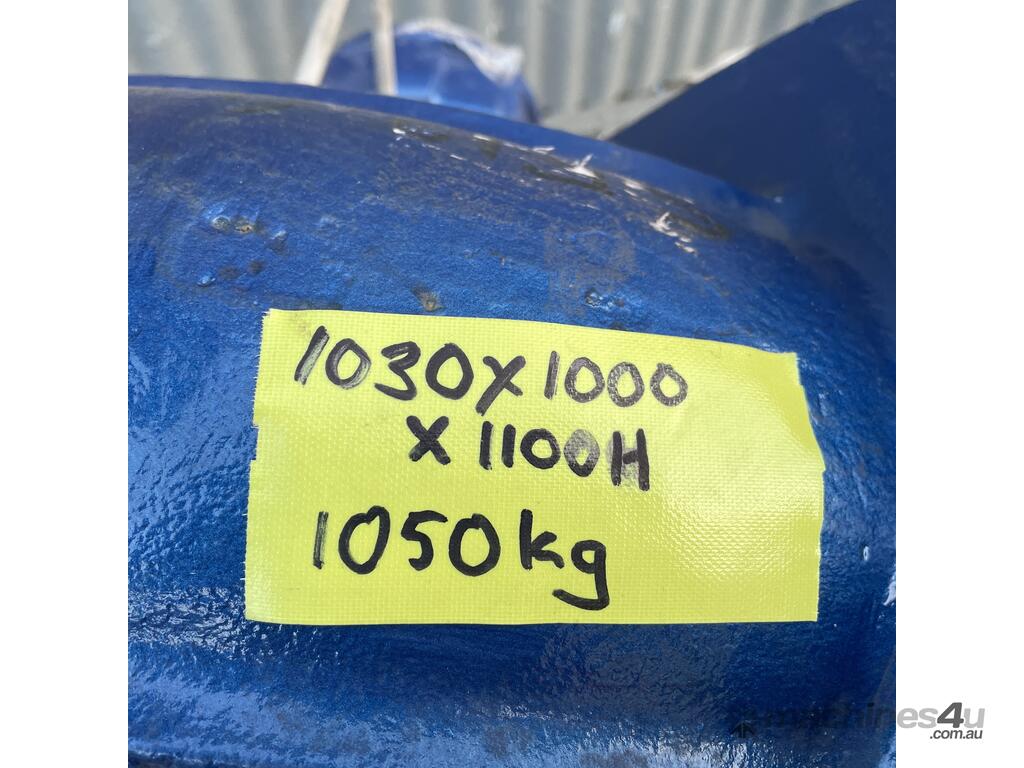 1030X1000
X 1100H
1050kg
machines4u
.com.au